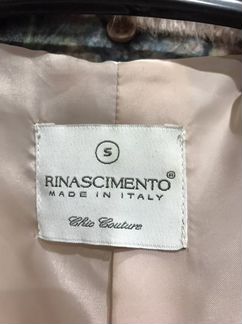 S
RINASCIMENTO®
MADE IN ITALY
Chic Couture